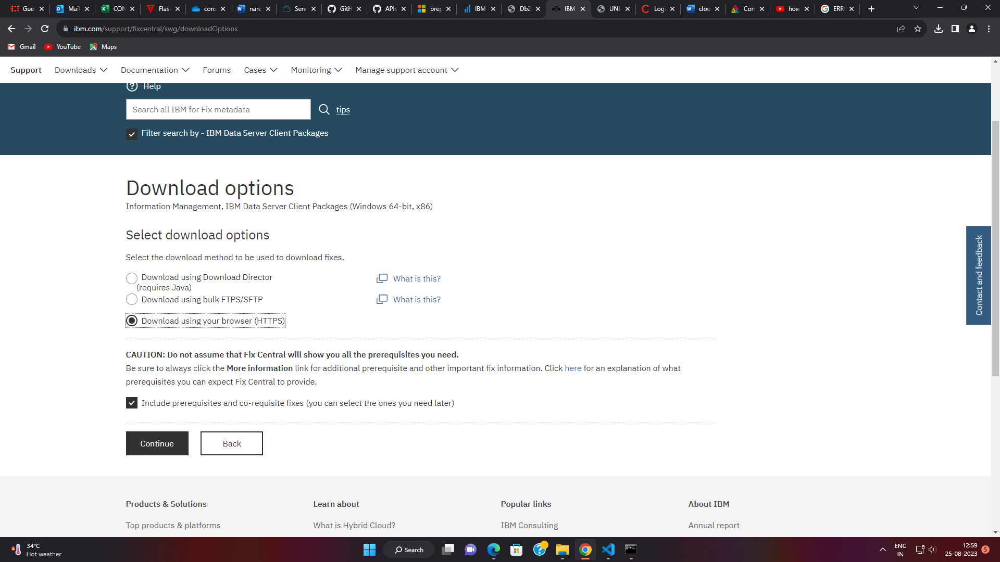 Gue
Mail
CON
Flas
cons
nare
Serv
GitH
APIs
prep
IBM
Db2
IBM
UNI
Logi
clou
Con
how
ERR
ibm.com/support/fixcentral/swg/downloadOptions
Gmail YouTube Maps
Support Downloads Documentation Forums Cases Monitoring Manage support account
Help
Search all IBM for Fix metadata tips
Filter search by - IBM Data Server Client Packages
Download options
Information Management, IBM Data Server Client Packages (Windows 64-bit, x86)
Select download options
Select the download method to be used to download fixes.
Download using Download Director What is this?
(requires Java)
Download using bulk FTPS/SFTP What is this?
Download using your browser (HTTPS)
Contact and feedback
CAUTION: Do not assume that Fix Central will show you all the prerequisites you need.
Be sure to always click the More information link for additional prerequisite and other important fix information. Click here for an explanation of what
prerequisites you can expect Fix Central to provide.
Include prerequisites and co-requisite fixes (you can select the ones you need later)
Continue Back
Products & Solutions Learn about Popular links About IBM
Top products & platforms What is Hybrid Cloud? IBM Consulting Annual report
34°C
Hot weather
Search
ENG
IN
12:59
25-08-2023
5